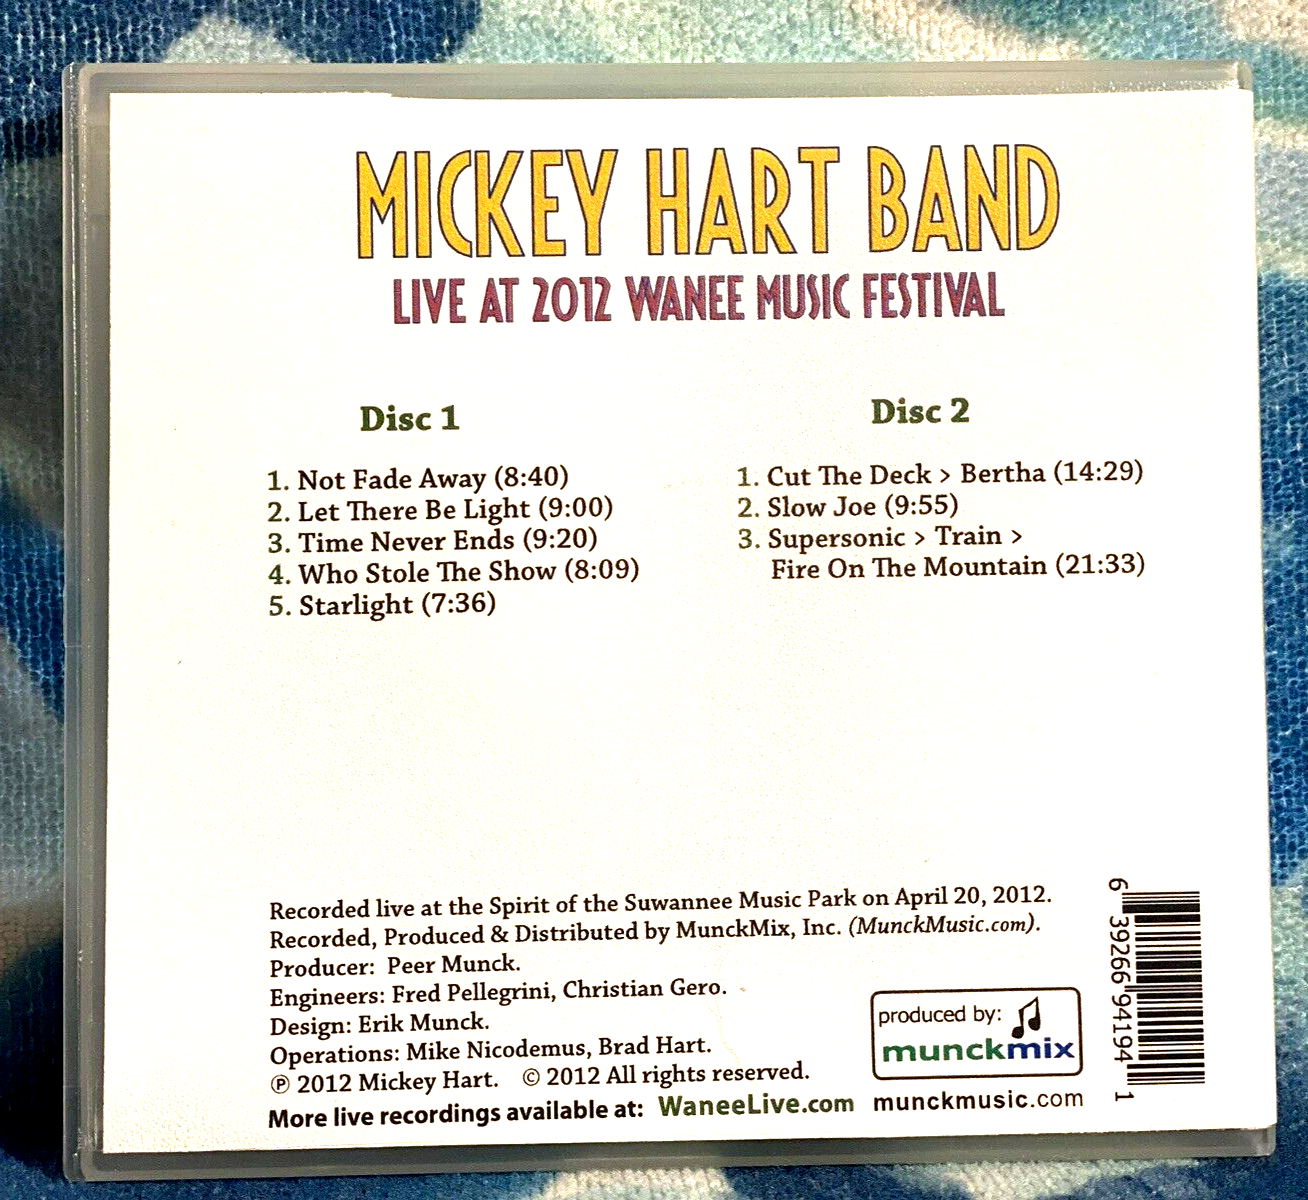 MICKEY HART BAND
LIVE AT 2012 WANEE MUSIC FESTIVAL
Disc 1
1. Not Fade Away (8:40)
2. Let There Be Light (9:00)
3. Time Never Ends (9:20)
4. Who Stole The Show (8:09)
5. Starlight (7:36)
Disc 2
1. Cut The Deck > Bertha (14:29)
2. Slow Joe (9:55)
3. Supersonic > Train >
Fire On The Mountain (21:33)
Recorded live at the Spirit of the Suwannee Music Park on April 20, 2012.
Recorded, Produced & Distributed by MunckMix, Inc. (MunckMusic.com).
Producer: Peer Munck.
Engineers: Fred Pellegrini, Christian Gero.
Design: Erik Munck.
Operations: Mike Nicodemus, Brad Hart.
℗ 2012 Mickey Hart. © 2012 All rights reserved.
More live recordings available at: WaneeLive.com
produced by:
munckmix
munckmusic.com
6 39266 94194 1